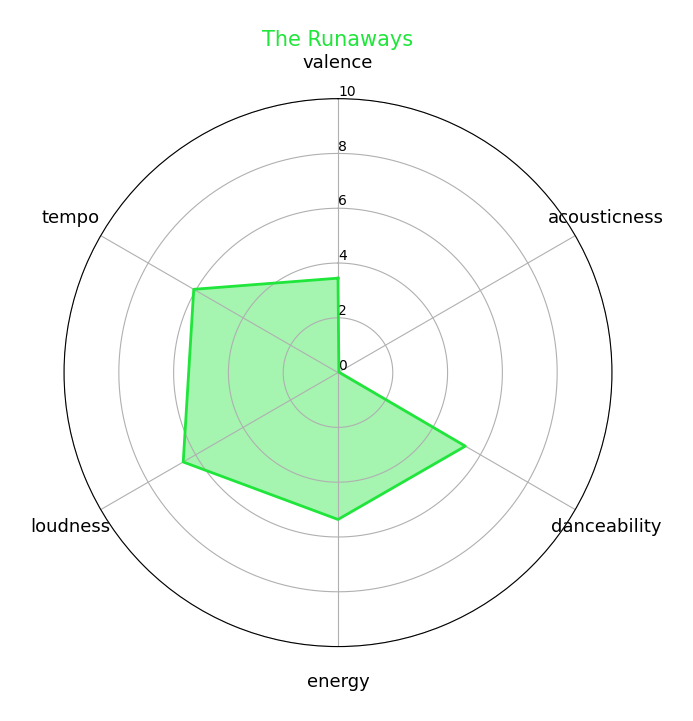 The Runaways
valence
10
8
tempo
acousticness
6
4
2
0
loudness
danceability
energy